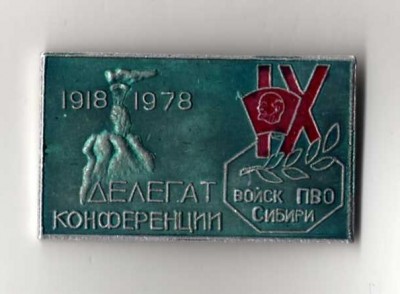 1918 1978
IX
ДЕЛЕГАТ
КОНФЕРЕНЦИИ
ВОЙСК ПВО
СИБИРИ